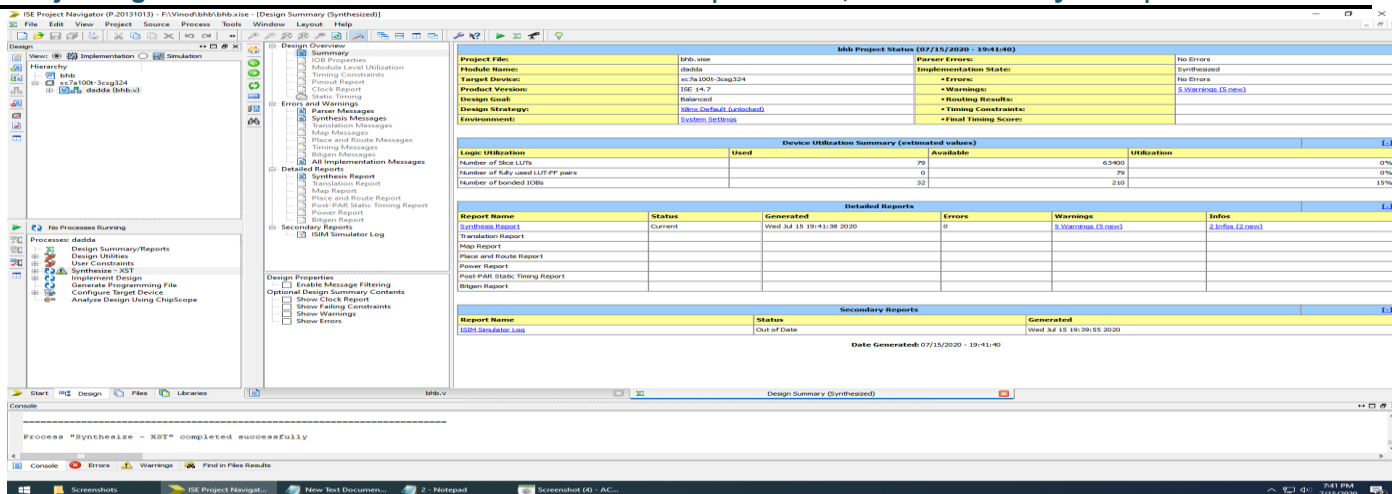 ISE Project Navigator (P.20131013) - F:\Vinod\bhb\bhb.xise - [Design Summary (Synthesized)]
File Edit View Project Source Process Tools Window Layout Help
Design
View: Implementation Simulation
Hierarchy
bhb
xc7a100t-3csg324
dadda (bhb.v)
No Processes Running
Processes: dadda
Design Summary/Reports
Design Utilities
User Constraints
Synthesize - XST
Implement Design
Generate Programming File
Configure Target Device
Analyze Design Using ChipScope
Design Overview
Summary
IOB Properties
Module Level Utilization
Timing Constraints
Pinout Report
Clock Report
Static Timing
Errors and Warnings
Parser Messages
Synthesis Messages
Translation Messages
Map Messages
Place and Route Messages
Timing Messages
Bitgen Messages
All Implementation Messages
Detailed Reports
Synthesis Report
Translation Report
Map Report
Place and Route Report
Post-PAR Static Timing Report
Power Report
Bitgen Report
Secondary Reports
ISIM Simulator Log
Design Properties
Enable Message Filtering
Optional Design Summary Contents
Show Clock Report
Show Failing Constraints
Show Warnings
Show Errors
bhb Project Status (07/15/2020 - 19:41:40)
Project File: bhb.xise Parser Errors: No Errors
Module Name: dadda Implementation State: Synthesized
Target Device: xc7a100t-3csg324 •Errors: No Errors
Product Version: ISE 14.7 •Warnings: 5 Warnings (5 new)
Design Goal: Balanced •Routing Results:
Design Strategy: Xilinx Default (unlocked) •Timing Constraints:
Environment: System Settings •Final Timing Score:
Device Utilization Summary (estimated values) [-]
Logic Utilization Used Available Utilization
Number of Slice LUTs 79 63400 0%
Number of fully used LUT-FF pairs 0 79 0%
Number of bonded IOBs 32 210 15%
Detailed Reports [-]
Report Name Status Generated Errors Warnings Infos
Synthesis Report Current Wed Jul 15 19:41:38 2020 0 5 Warnings (5 new) 2 Infos (2 new)
Translation Report
Map Report
Place and Route Report
Power Report
Post-PAR Static Timing Report
Bitgen Report
Secondary Reports [-]
Report Name Status Generated
ISIM Simulator Log Out of Date Wed Jul 15 19:39:55 2020
Date Generated: 07/15/2020 - 19:41:40
Start Design Files Libraries
bhb.v Design Summary (Synthesized)
Console
Process "Synthesize - XST" completed successfully
Console Errors Warnings Find in Files Results
Screenshots ISE Project Navigat... New Text Documen... 2 - Notepad Screenshot (4) - AC... 7:41 PM
7/15/2020